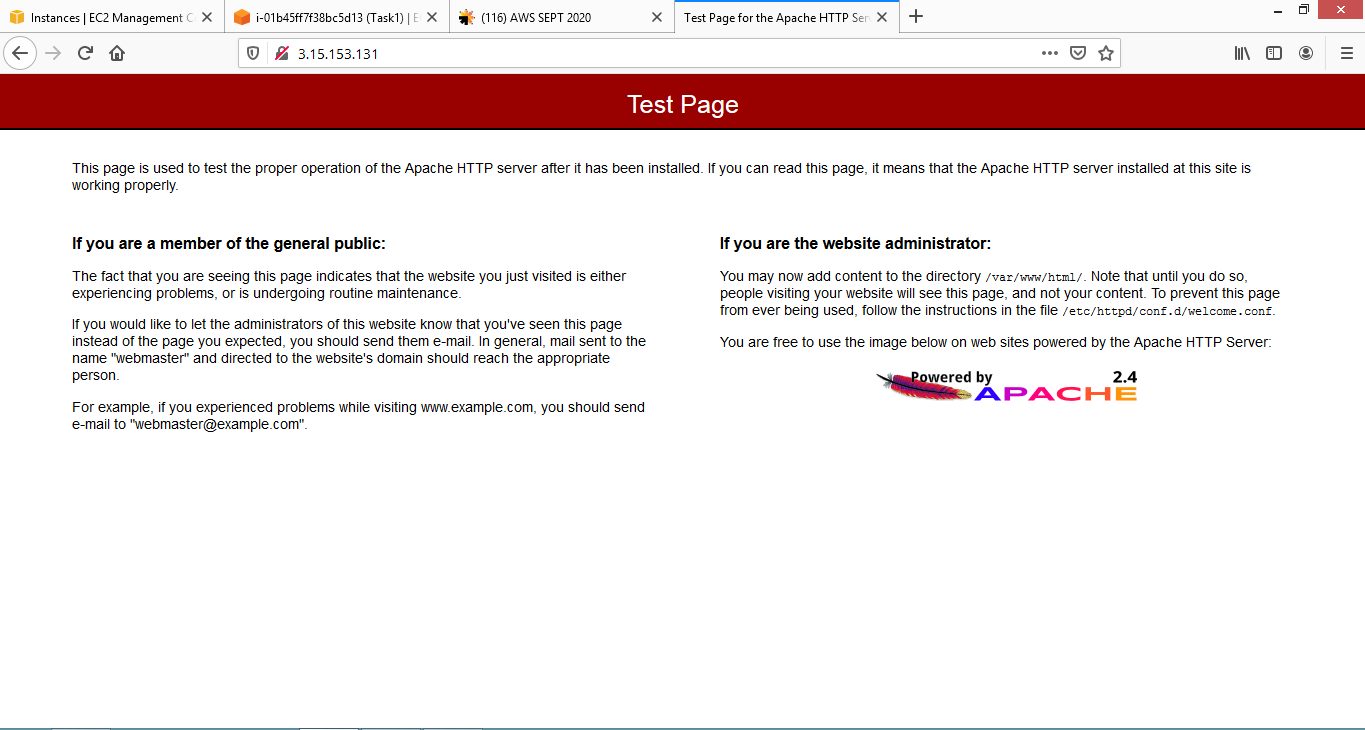 Instances | EC2 Management C
i-01b45ff7f38bc5d13 (Task1) | E
(116) AWS SEPT 2020
Test Page for the Apache HTTP Ser
3.15.153.131
Test Page
This page is used to test the proper operation of the Apache HTTP server after it has been installed. If you can read this page, it means that the Apache HTTP server installed at this site is
working properly.
If you are a member of the general public:
The fact that you are seeing this page indicates that the website you just visited is either
experiencing problems, or is undergoing routine maintenance.
If you would like to let the administrators of this website know that you've seen this page
instead of the page you expected, you should send them e-mail. In general, mail sent to the
name "webmaster" and directed to the website's domain should reach the appropriate
person.
For example, if you experienced problems while visiting www.example.com, you should send
e-mail to "webmaster@example.com".
If you are the website administrator:
You may now add content to the directory /var/www/html/. Note that until you do so,
people visiting your website will see this page, and not your content. To prevent this page
from ever being used, follow the instructions in the file /etc/httpd/conf.d/welcome.conf.
You are free to use the image below on web sites powered by the Apache HTTP Server:
Powered by 2.4
APACHE